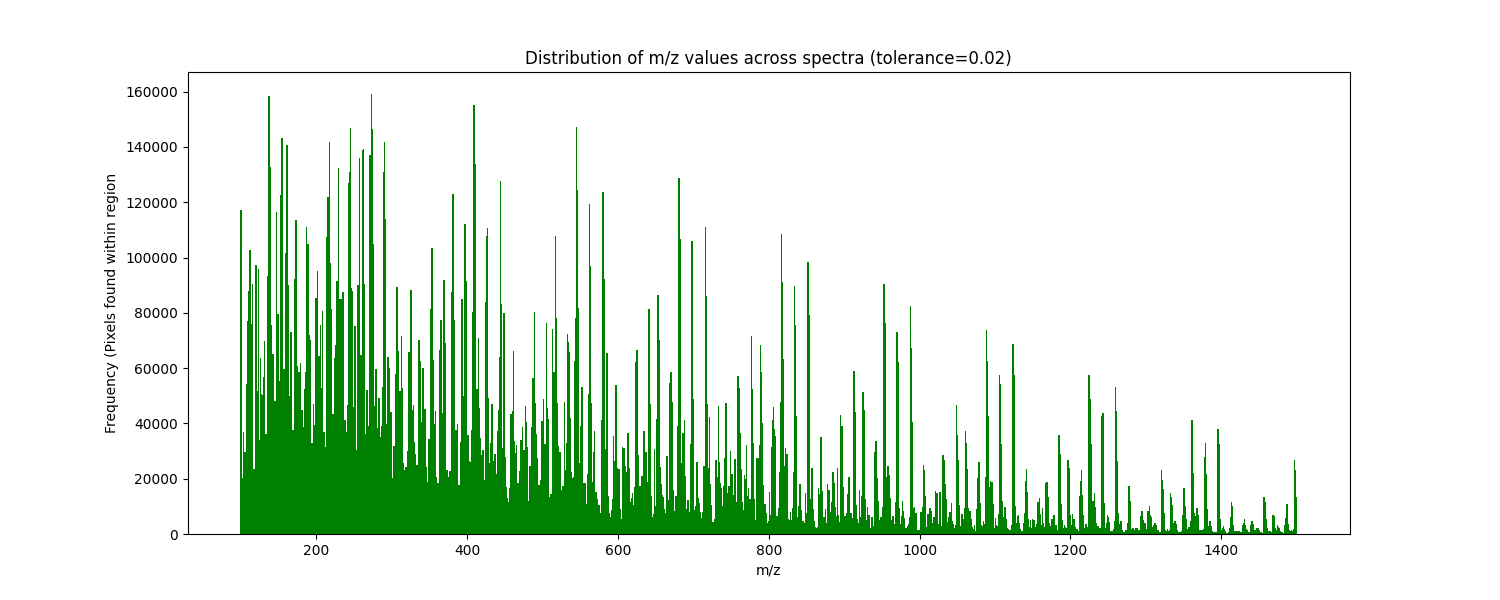 Distribution of m/z values across spectra (tolerance=0.02)
Frequency (Pixels found within region
160000
140000
120000
100000
80000
60000
40000
20000
0
200 400 600 800 1000 1200 1400
m/z